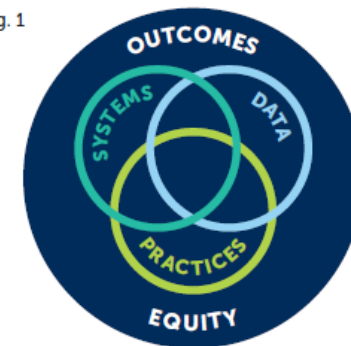 g. 1
OUTCOMES
SYSTEMS
DATA
PRACTICES
EQUITY